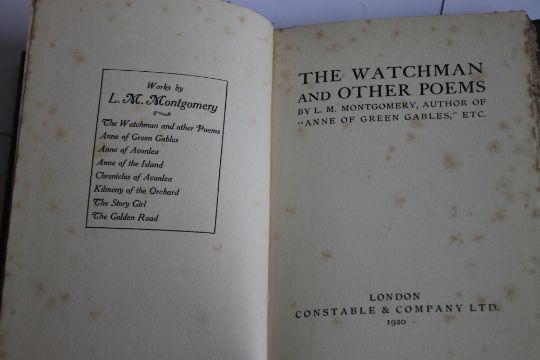 Works by
L. M. Montgomery
The Watchman and other Poems
Anne of Green Gables
Anne of Avonlea
Anne of the Island
Chronicles of Avonlea
Kilmeny of the Orchard
The Story Girl
The Golden Road
THE WATCHMAN
AND OTHER POEMS
BY L. M. MONTGOMERY, AUTHOR OF
"ANNE OF GREEN GABLES," ETC.
LONDON
CONSTABLE & COMPANY LTD.
1920